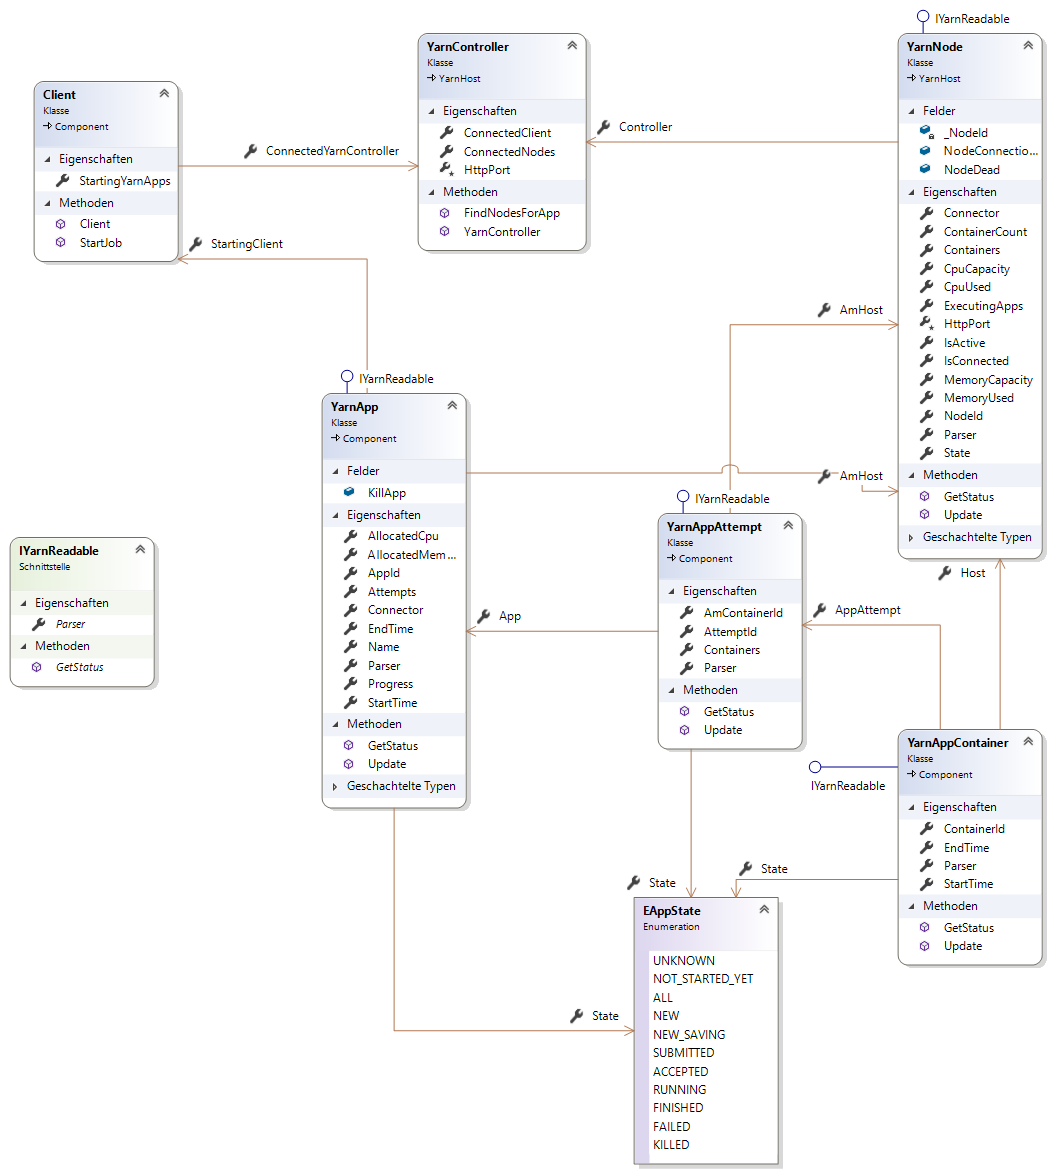 Client
Klasse
Component
Eigenschaften
StartingYarnApps
Methoden
Client
StartJob
ConnectedYarnController
YarnController
Klasse
YarnHost
Eigenschaften
ConnectedClient
ConnectedNodes
HttpPort
Methoden
FindNodesForApp
YarnController
Controller
IYarnReadable
YarnNode
Klasse
YarnHost
Felder
_NodeId
NodeConnectio...
NodeDead
Eigenschaften
Connector
ContainerCount
Containers
CpuCapacity
CpuUsed
ExecutingApps
HttpPort
IsActive
IsConnected
MemoryCapacity
MemoryUsed
NodeId
Parser
State
Methoden
GetStatus
Update
Geschachtelte Typen
StartingClient
AmHost
IYarnReadable
YarnApp
Klasse
Component
Felder
KillApp
Eigenschaften
AllocatedCpu
AllocatedMem...
AppId
Attempts
Connector
EndTime
Name
Parser
Progress
StartTime
Methoden
GetStatus
Update
Geschachtelte Typen
AmHost
IYarnReadable
YarnAppAttempt
Klasse
Component
Eigenschaften
AmContainerId
AttemptId
Containers
Parser
Methoden
GetStatus
Update
App
AppAttempt
Host
IYarnReadable
Schnittstelle
Eigenschaften
Parser
Methoden
GetStatus
IYarnReadable
YarnAppContainer
Klasse
Component
Eigenschaften
ContainerId
EndTime
Parser
StartTime
Methoden
GetStatus
Update
State
State
State
EAppState
Enumeration
UNKNOWN
NOT_STARTED_YET
ALL
NEW
NEW_SAVING
SUBMITTED
ACCEPTED
RUNNING
FINISHED
FAILED
KILLED